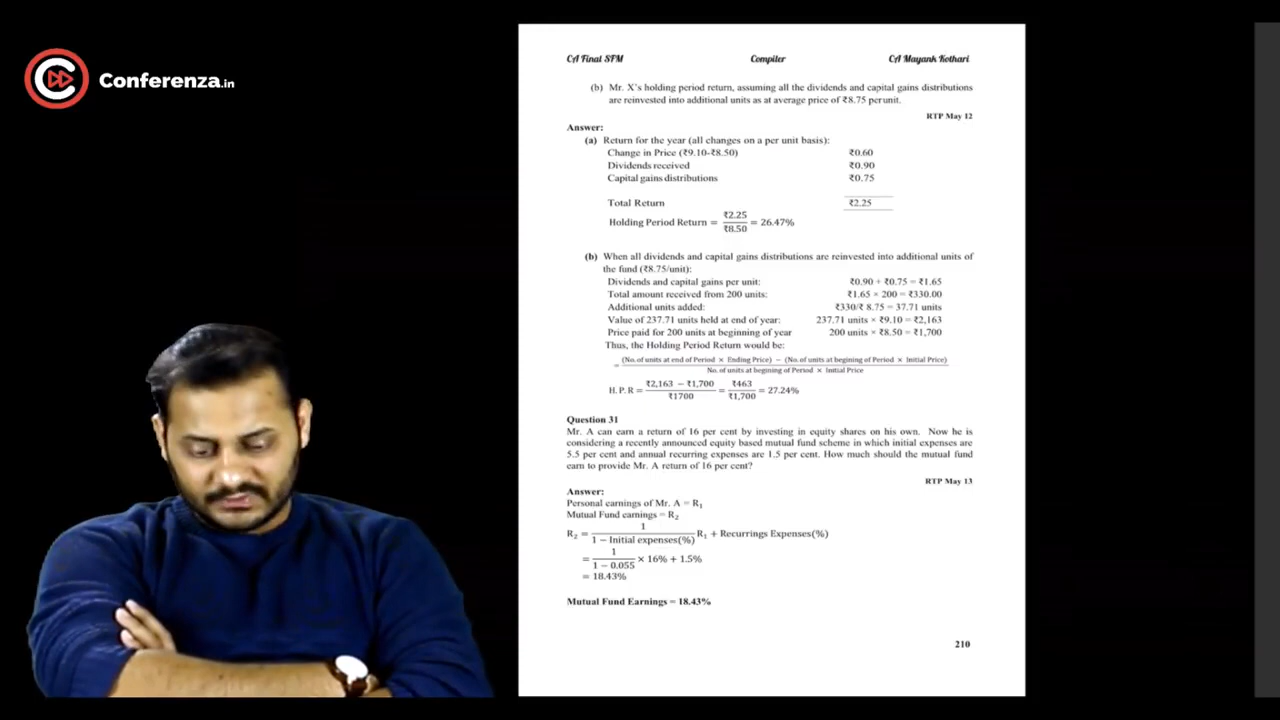 Conferenza.in
CA Final SFM Compiler CA Mayank Kothari
(b) Mr. X's holding period return, assuming all the dividends and capital gains distributions
are reinvested into additional units as at average price of ₹8.75 perunit.
RTP May 12
Answer:
(a) Return for the year (all changes on a per unit basis):
Change in Price (₹9.10-₹8.50) ₹0.60
Dividends received ₹0.90
Capital gains distributions ₹0.75
Total Return ₹2.25
Holding Period Return = ₹2.25 / ₹8.50 = 26.47%
(b) When all dividends and capital gains distributions are reinvested into additional units of
the fund (₹8.75/unit):
Dividends and capital gains per unit: ₹0.90 + ₹0.75 = ₹1.65
Total amount received from 200 units: ₹1.65 × 200 = ₹330.00
Additional units added: ₹330/₹ 8.75 = 37.71 units
Value of 237.71 units held at end of year: 237.71 units × ₹9.10 = ₹2,163
Price paid for 200 units at beginning of year 200 units × ₹8.50 = ₹1,700
Thus, the Holding Period Return would be:
= (No. of units at end of Period × Ending Price) − (No. of units at begining of Period × Initial Price) / No. of units at begining of Period × Initial Price
H. P. R = ₹2,163 − ₹1,700 / ₹1700 = ₹463 / ₹1,700 = 27.24%
Question 31
Mr. A can earn a return of 16 per cent by investing in equity shares on his own. Now he is
considering a recently announced equity based mutual fund scheme in which initial expenses are
5.5 per cent and annual recurring expenses are 1.5 per cent. How much should the mutual fund
earn to provide Mr. A return of 16 per cent?
RTP May 13
Answer:
Personal earnings of Mr. A = R₁
Mutual Fund earnings = R₂
R₂ = 1 / 1 − Initial expenses(%) R₁ + Recurrings Expenses(%)
= 1 / 1 − 0.055 × 16% + 1.5%
= 18.43%
Mutual Fund Earnings = 18.43%
210